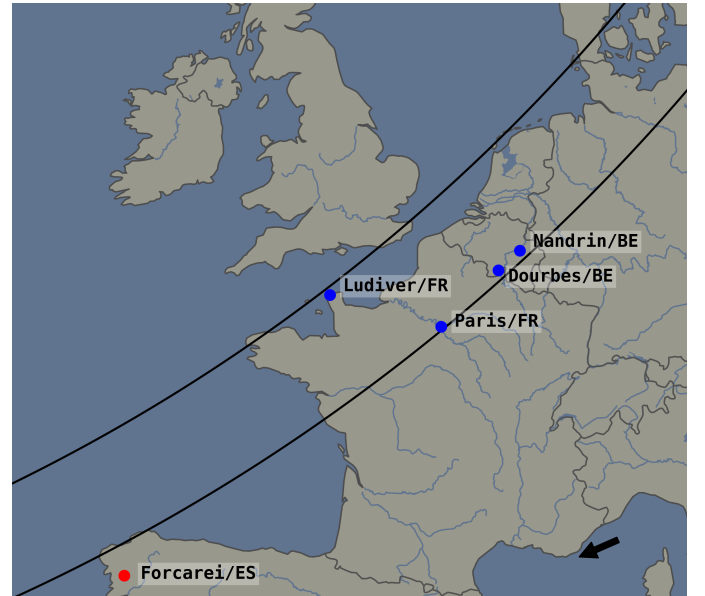 Nandrin/BE
Dourbes/BE
Ludiver/FR
Paris/FR
Forcarei/ES